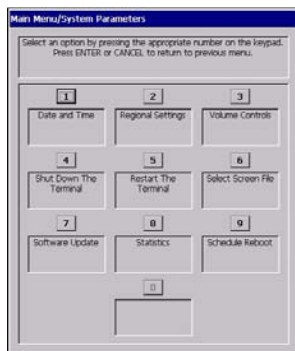 Main Menu/System Parameters
Select an option by pressing the appropriate number on the keypad.
Press ENTER or CANCEL to return to
previous menu.
1 2 3
Date and Time Regional Settings Volume Controls
4 5 6
Shut Down The Restart The Select Screen File
Terminal Terminal
7 8 9
Software Update Statistics Schedule Reboot
0